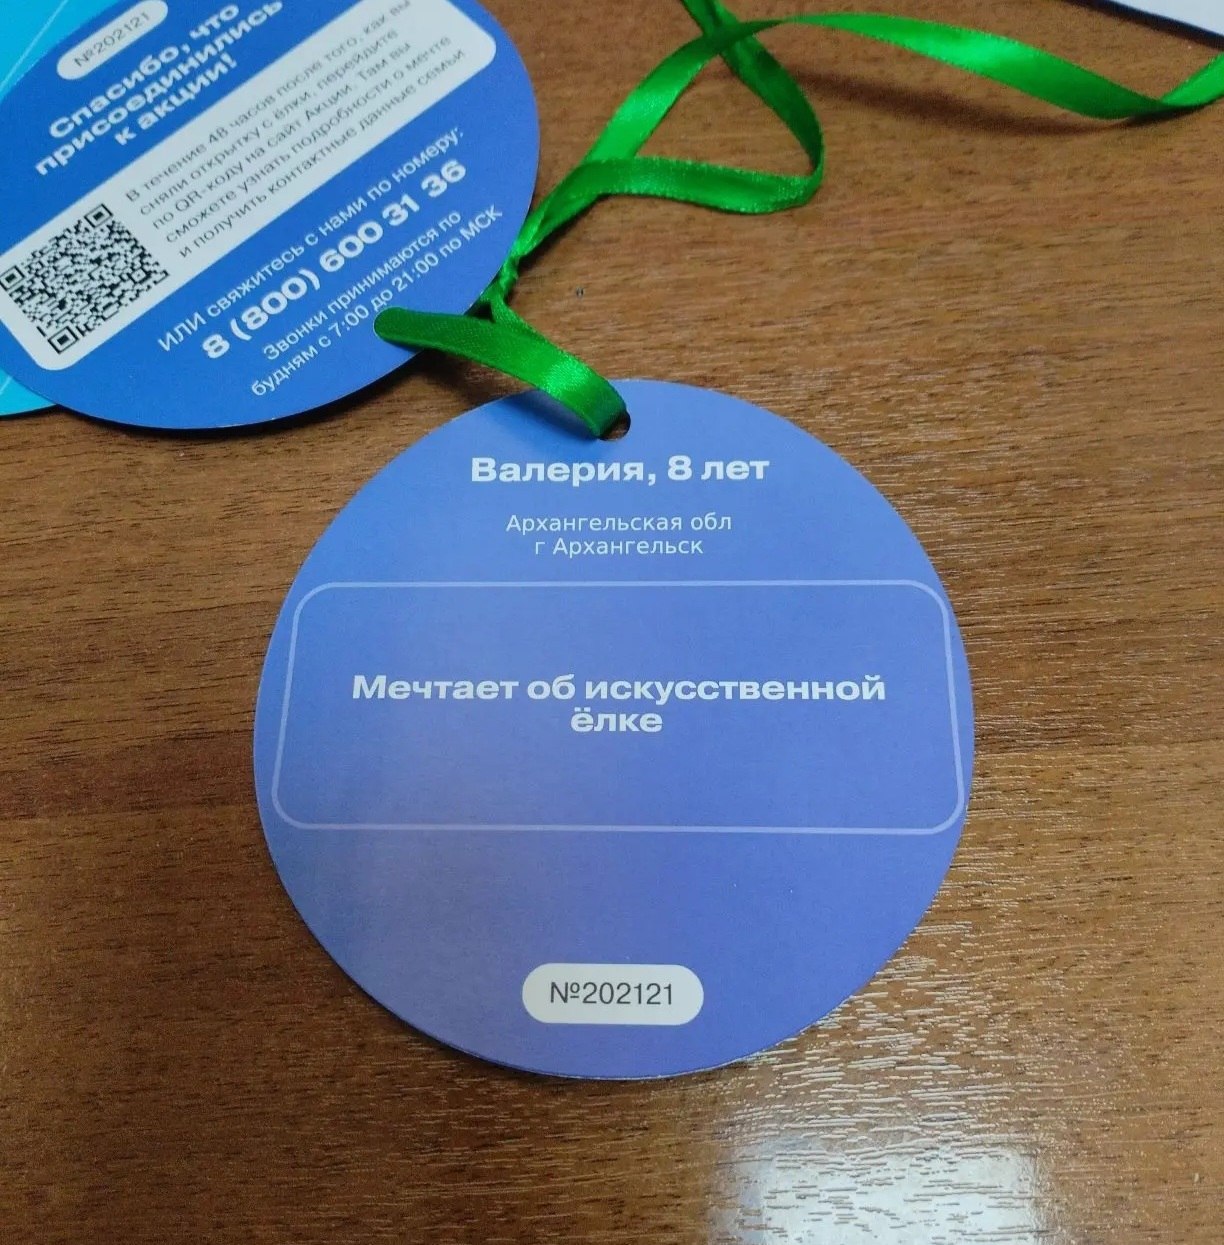 №202121
Спасибо, что
присоединились
к акции!
В течение 48 часов после того, как вы
сняли открытку с ёлки, перейдите
по QR-коду на сайт Акции. Там вы
сможете узнать подробности о мечте
и получить контактные данные семьи
ИЛИ свяжитесь с нами по номеру:
8 (800) 600 31 36
Звонки принимаются по
будням с 7:00 до 21:00 по МСК
Валерия, 8 лет
Архангельская обл
г Архангельск
Мечтает об искусственной
ёлке
№202121